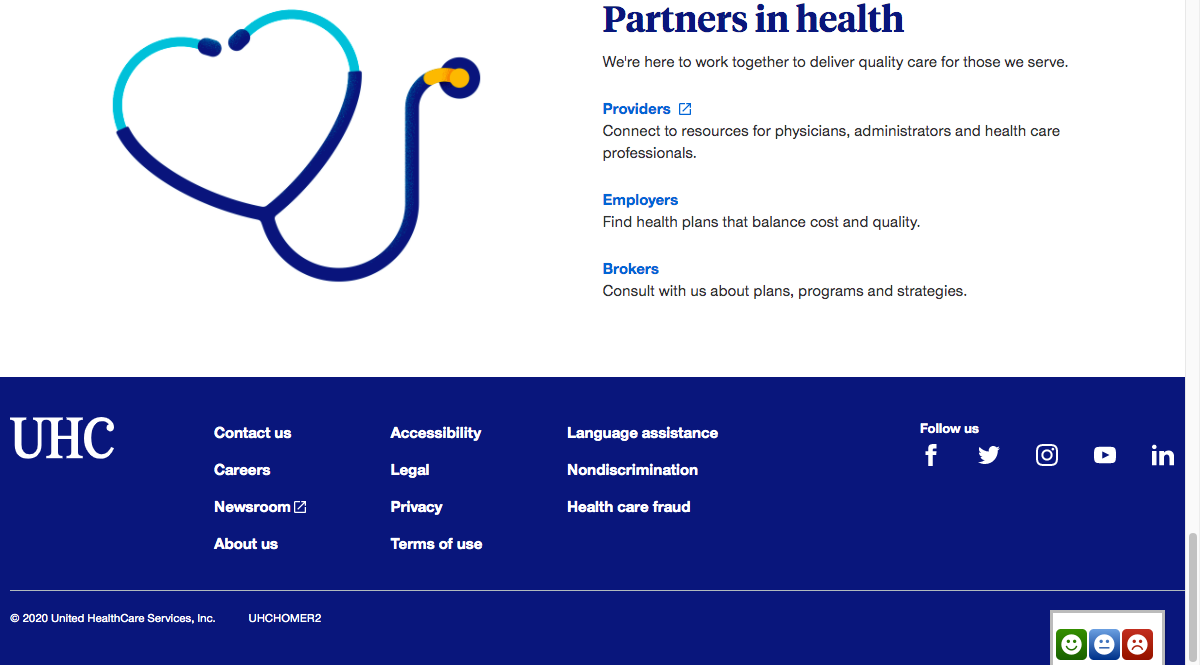 Partners in health
We're here to work together to deliver quality care for those we serve.
Providers
Connect to resources for physicians, administrators and health care
professionals.
Employers
Find health plans that balance cost and quality.
Brokers
Consult with us about plans, programs and strategies.
UHC
Contact us
Careers
Newsroom
About us
Accessibility
Legal
Privacy
Terms of use
Language assistance
Nondiscrimination
Health care fraud
Follow us
© 2020 United HealthCare Services, Inc. UHCHOMER2